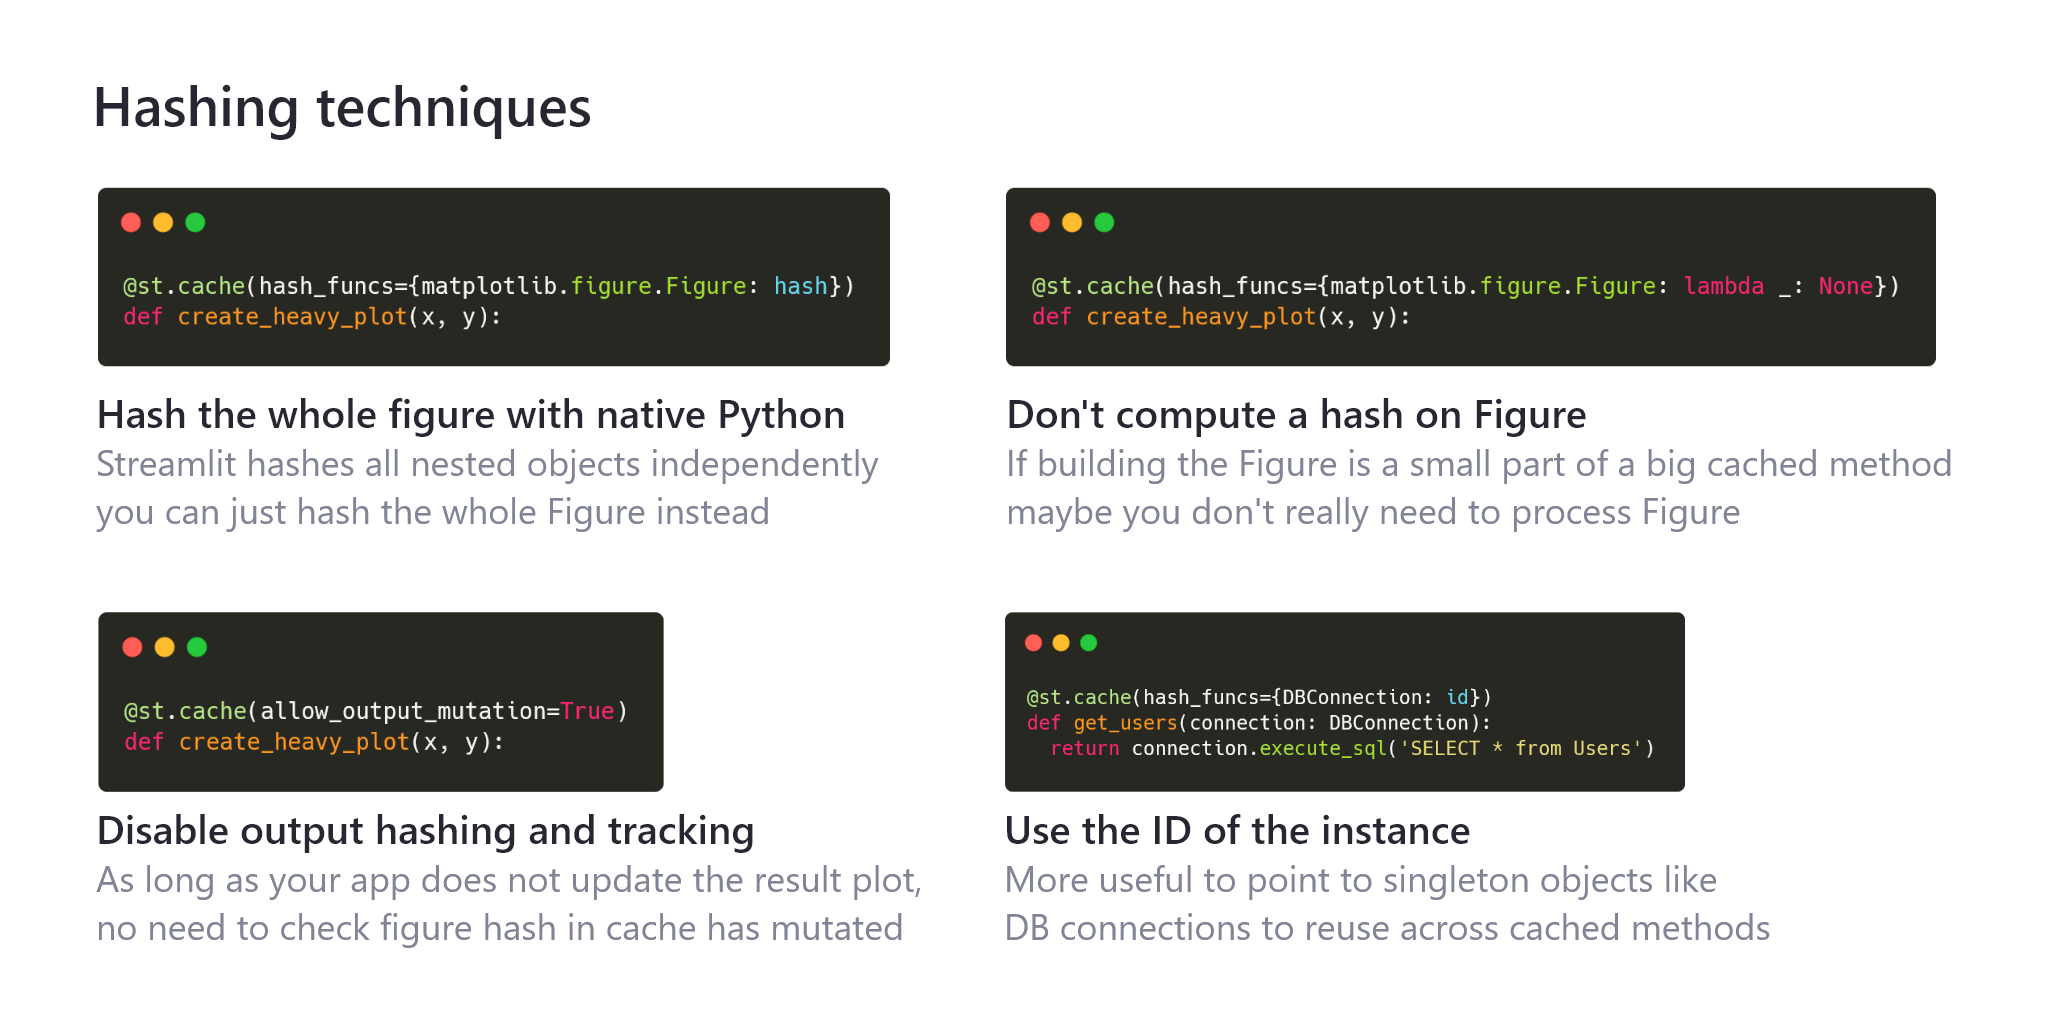 Hashing techniques
@st.cache(hash_funcs={matplotlib.figure.Figure: hash})
def create_heavy_plot(x, y):
Hash the whole figure with native Python
Streamlit hashes all nested objects independently
you can just hash the whole Figure instead
@st.cache(hash_funcs={matplotlib.figure.Figure: lambda _: None})
def create_heavy_plot(x, y):
Don't compute a hash on Figure
If building the Figure is a small part of a big cached method
maybe you don't really need to process Figure
@st.cache(allow_output_mutation=True)
def create_heavy_plot(x, y):
Disable output hashing and tracking
As long as your app does not update the result plot,
no need to check figure hash in cache has mutated
@st.cache(hash_funcs={DBConnection: id})
def get_users(connection: DBConnection):
  return connection.execute_sql('SELECT * from Users')
Use the ID of the instance
More useful to point to singleton objects like
DB connections to reuse across cached methods